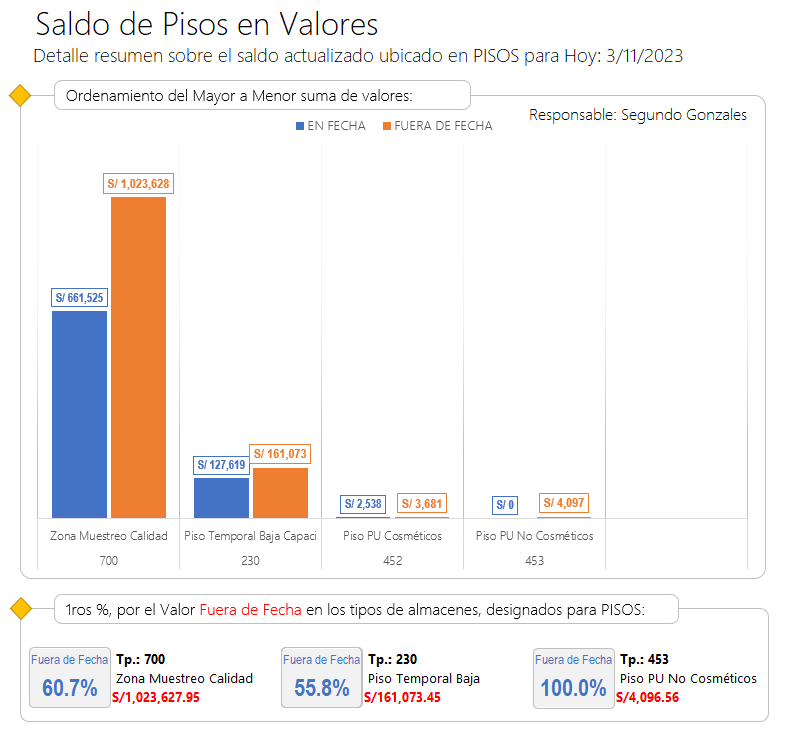 Saldo de Pisos en Valores
Detalle resumen sobre el saldo actualizado ubicado en PISOS para Hoy: 3/11/2023
Ordenamiento del Mayor a Menor suma de valores:
Responsable: Segundo Gonzales
EN FECHA FUERA DE FECHA
S/ 1,023,628
S/ 661,525
S/ 161,073
S/ 127,619
S/ 2,538 S/ 3,681 S/ 0 S/ 4,097
Zona Muestreo Calidad Piso Temporal Baja Capaci Piso PU Cosméticos Piso PU No Cosméticos
700 230 452 453
1ros %, por el Valor Fuera de Fecha en los tipos de almacenes, designados para PISOS:
Fuera de Fecha Tp.: 700
60.7% Zona Muestreo Calidad
S/1,023,627.95
Fuera de Fecha Tp.: 230
55.8% Piso Temporal Baja
S/161,073.45
Fuera de Fecha Tp.: 453
100.0% Piso PU No Cosméticos
S/4,096.56